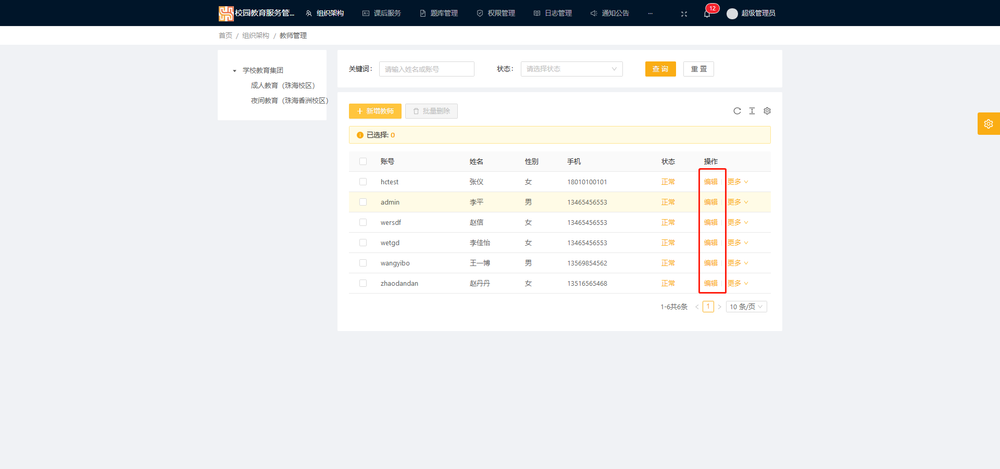 校园教育服务管... 组织架构 课后服务 题库管理 权限管理 日志管理 通知公告 ... 12 超级管理员
首页 / 组织架构 / 教师管理
学校教育集团
成人教育（珠海校区）
夜间教育（珠海香洲校区）
关键词： 请输入姓名或账号 状态： 请选择状态 查 询 重 置
新增教师 批量删除
已选择: 0
账号 姓名 性别 手机 状态 操作
hctest 张仪 女 18010100101 正常 编辑 更多
admin 李平 男 13465456553 正常 编辑 更多
wersdf 赵信 女 13465456553 正常 编辑 更多
wetgd 李佳怡 女 13465456553 正常 编辑 更多
wangyibo 王一博 男 13569854562 正常 编辑 更多
zhaodandan 赵丹丹 女 13516565468 正常 编辑 更多
1-6共6条 < 1 > 10 条/页